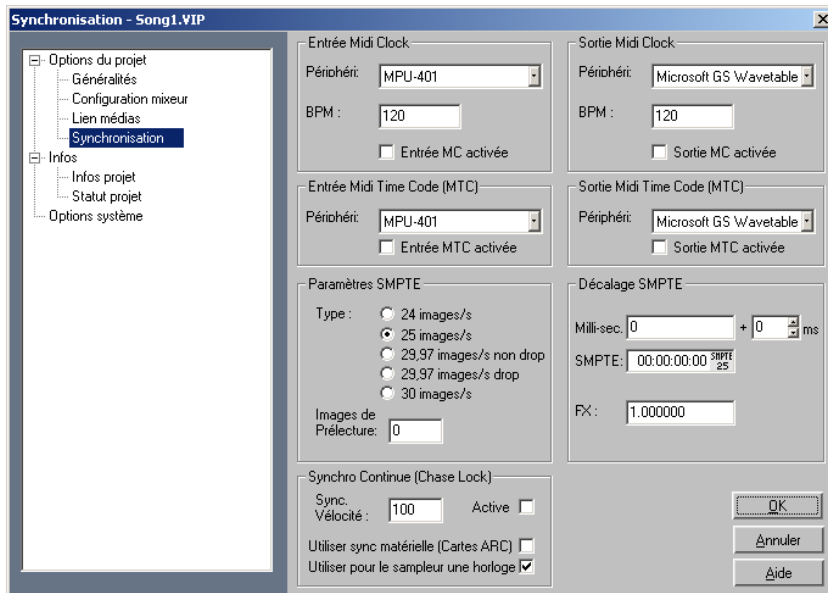 Synchronisation - Song1.VIP
Options du projet
Généralités
Configuration mixeur
Lien médias
Synchronisation
Infos
Infos projet
Statut projet
Options système
Entrée Midi Clock
Périphéri:
MPU-401
BPM :
120
Entrée MC activée
Sortie Midi Clock
Périphéri:
Microsoft GS Wavetable
BPM :
120
Sortie MC activée
Entrée Midi Time Code (MTC)
Périphéri:
MPU-401
Entrée MTC activée
Sortie Midi Time Code (MTC)
Périphéri:
Microsoft GS Wavetable
Sortie MTC activée
Paramètres SMPTE
Type :
24 images/s
25 images/s
29,97 images/s non drop
29,97 images/s drop
30 images/s
Images de
Prélecture:
0
Décalage SMPTE
Milli-sec. 0 + 0 ms
SMPTE: 00:00:00:00 SMPTE 25
FX : 1.000000
Synchro Continue (Chase Lock)
Sync.
Vélocité : 100
Active
Utiliser sync matérielle (Cartes ARC)
Utiliser pour le sampleur une horloge
OK
Annuler
Aide